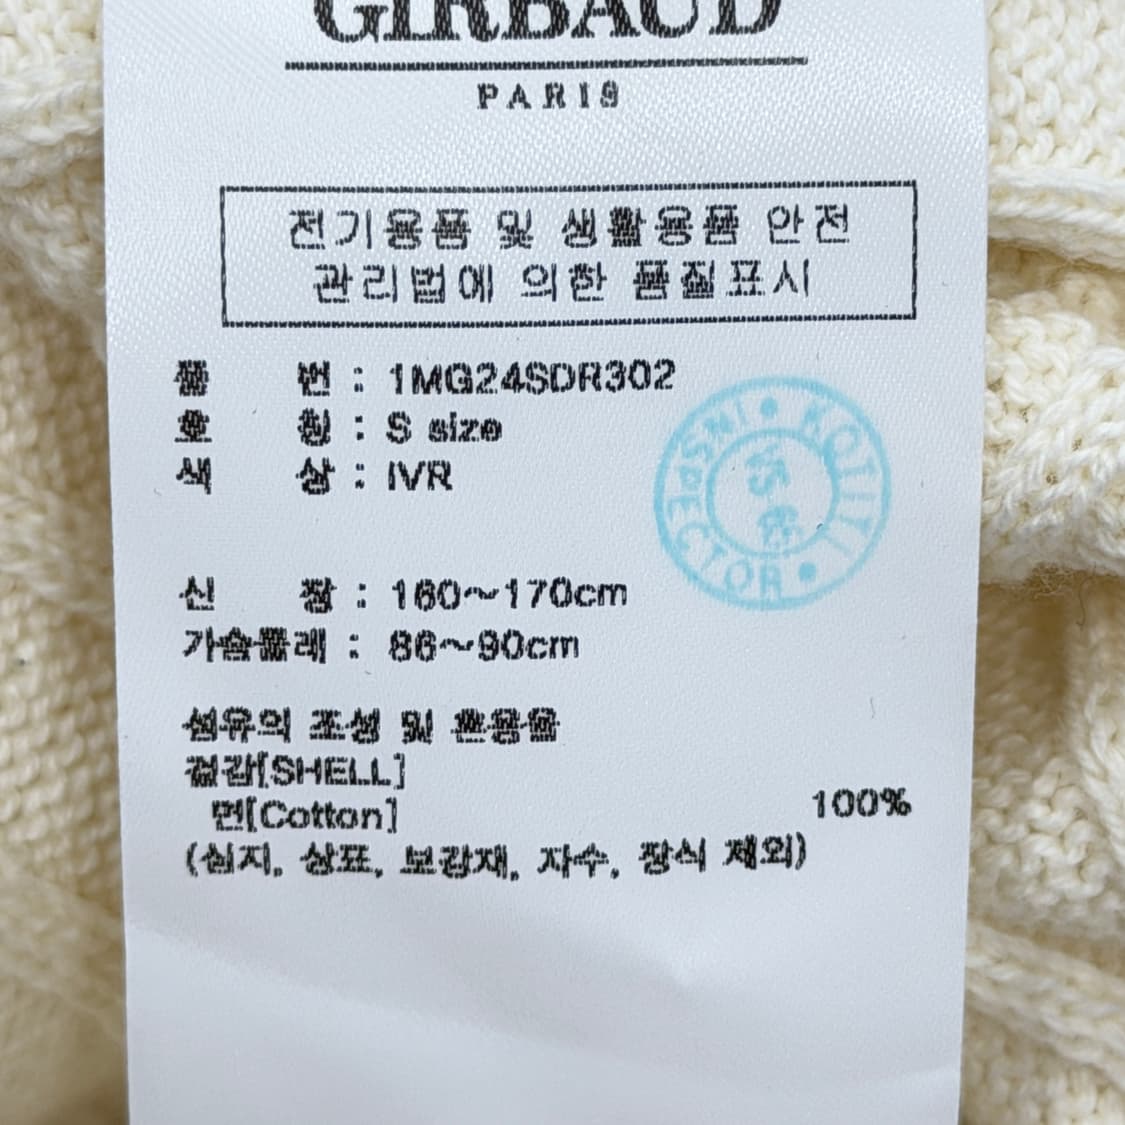 GIRBAUD
PARIS
전기용품 및 생활용품 안전
관리법에 의한 품질표시
품 번 : 1MG24SDR302
호 칭 : S size
색 상 : IVR
KOTITI INSPECTOR
신 장 : 160~170cm
가슴둘레 : 86~90cm
섬유의 조성 및 혼용율
겉감[SHELL]
면[Cotton] 100%
(심지, 상표, 보강재, 자수, 장식 제외)